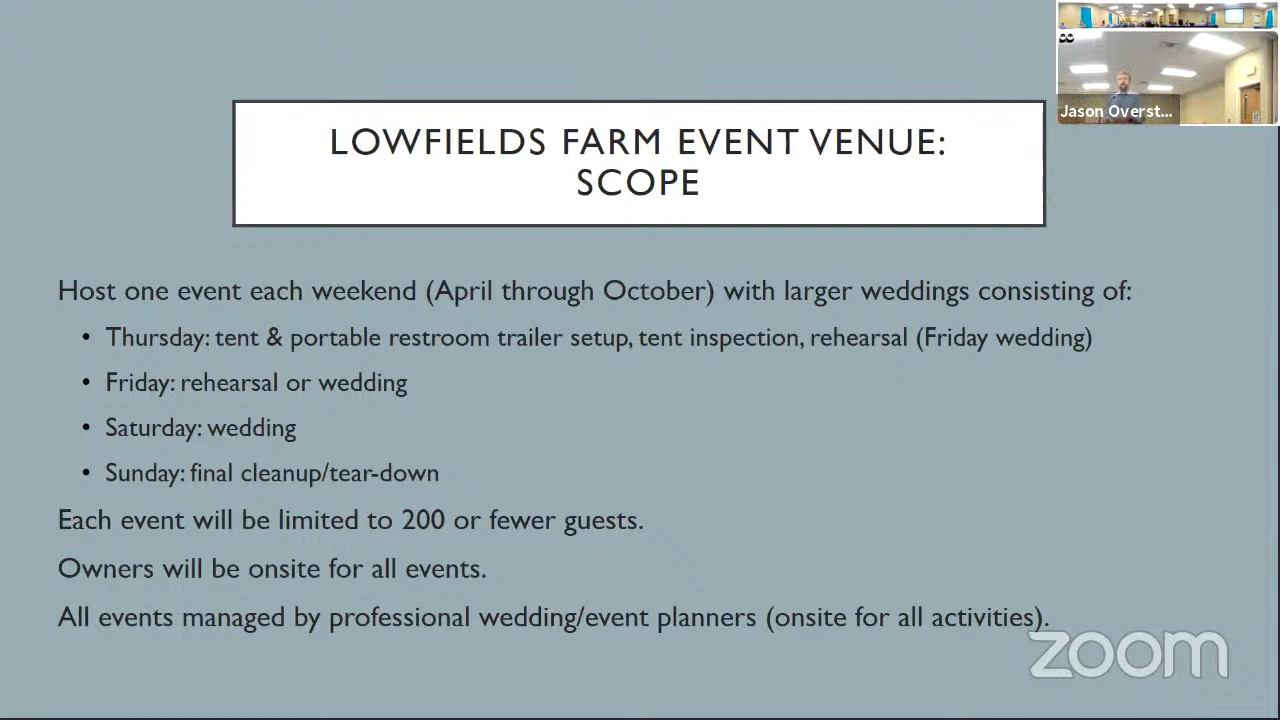 LOWFIELDS FARM EVENT VENUE:
SCOPE
Jason Overst...
Host one event each weekend (April through October) with larger weddings consisting of:
• Thursday: tent & portable restroom trailer setup, tent inspection, rehearsal (Friday wedding)
• Friday: rehearsal or wedding
• Saturday: wedding
• Sunday: final cleanup/tear-down
Each event will be limited to 200 or fewer guests.
Owners will be onsite for all events.
All events managed by professional wedding/event planners (onsite for all activities).
zoom